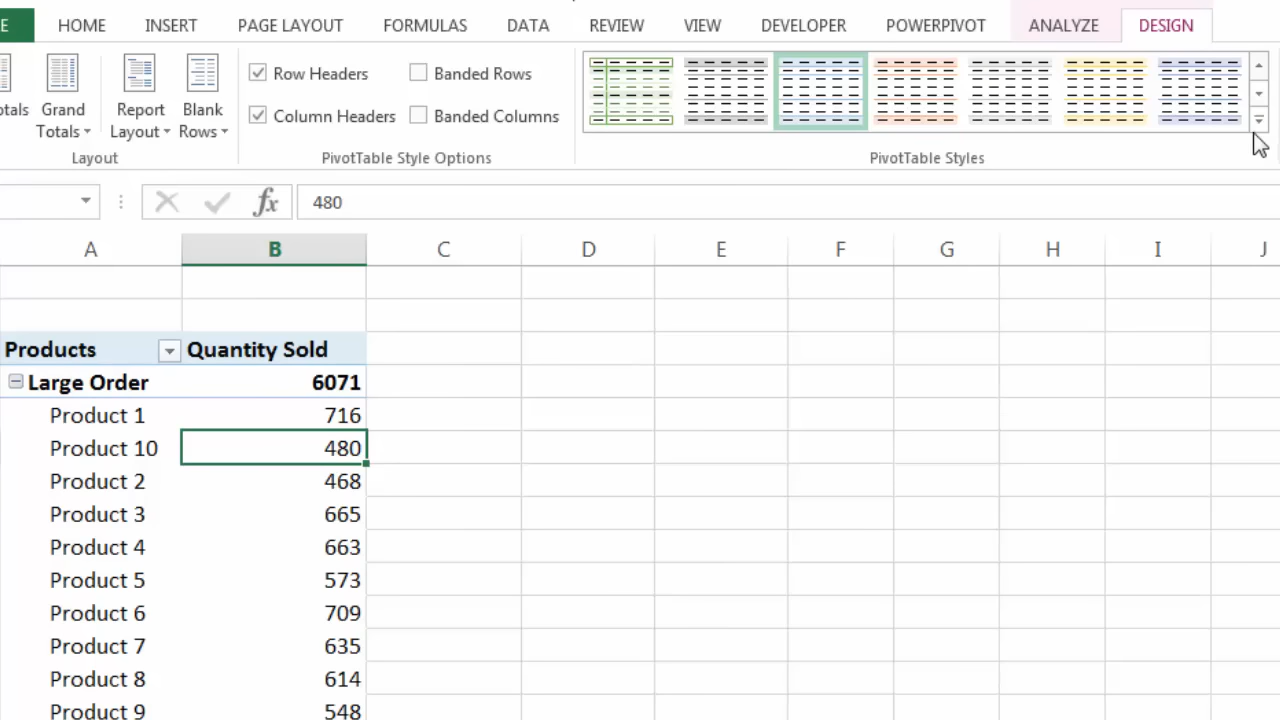 E HOME INSERT PAGE LAYOUT FORMULAS DATA REVIEW VIEW DEVELOPER POWERPIVOT ANALYZE DESIGN
otals Grand Totals Report Layout Blank Rows
Row Headers Banded Rows
Column Headers Banded Columns
Layout PivotTable Style Options PivotTable Styles
fx 480
A B C D E F G H I J
Products Quantity Sold
Large Order 6071
Product 1 716
Product 10 480
Product 2 468
Product 3 665
Product 4 663
Product 5 573
Product 6 709
Product 7 635
Product 8 614
Product 9 548